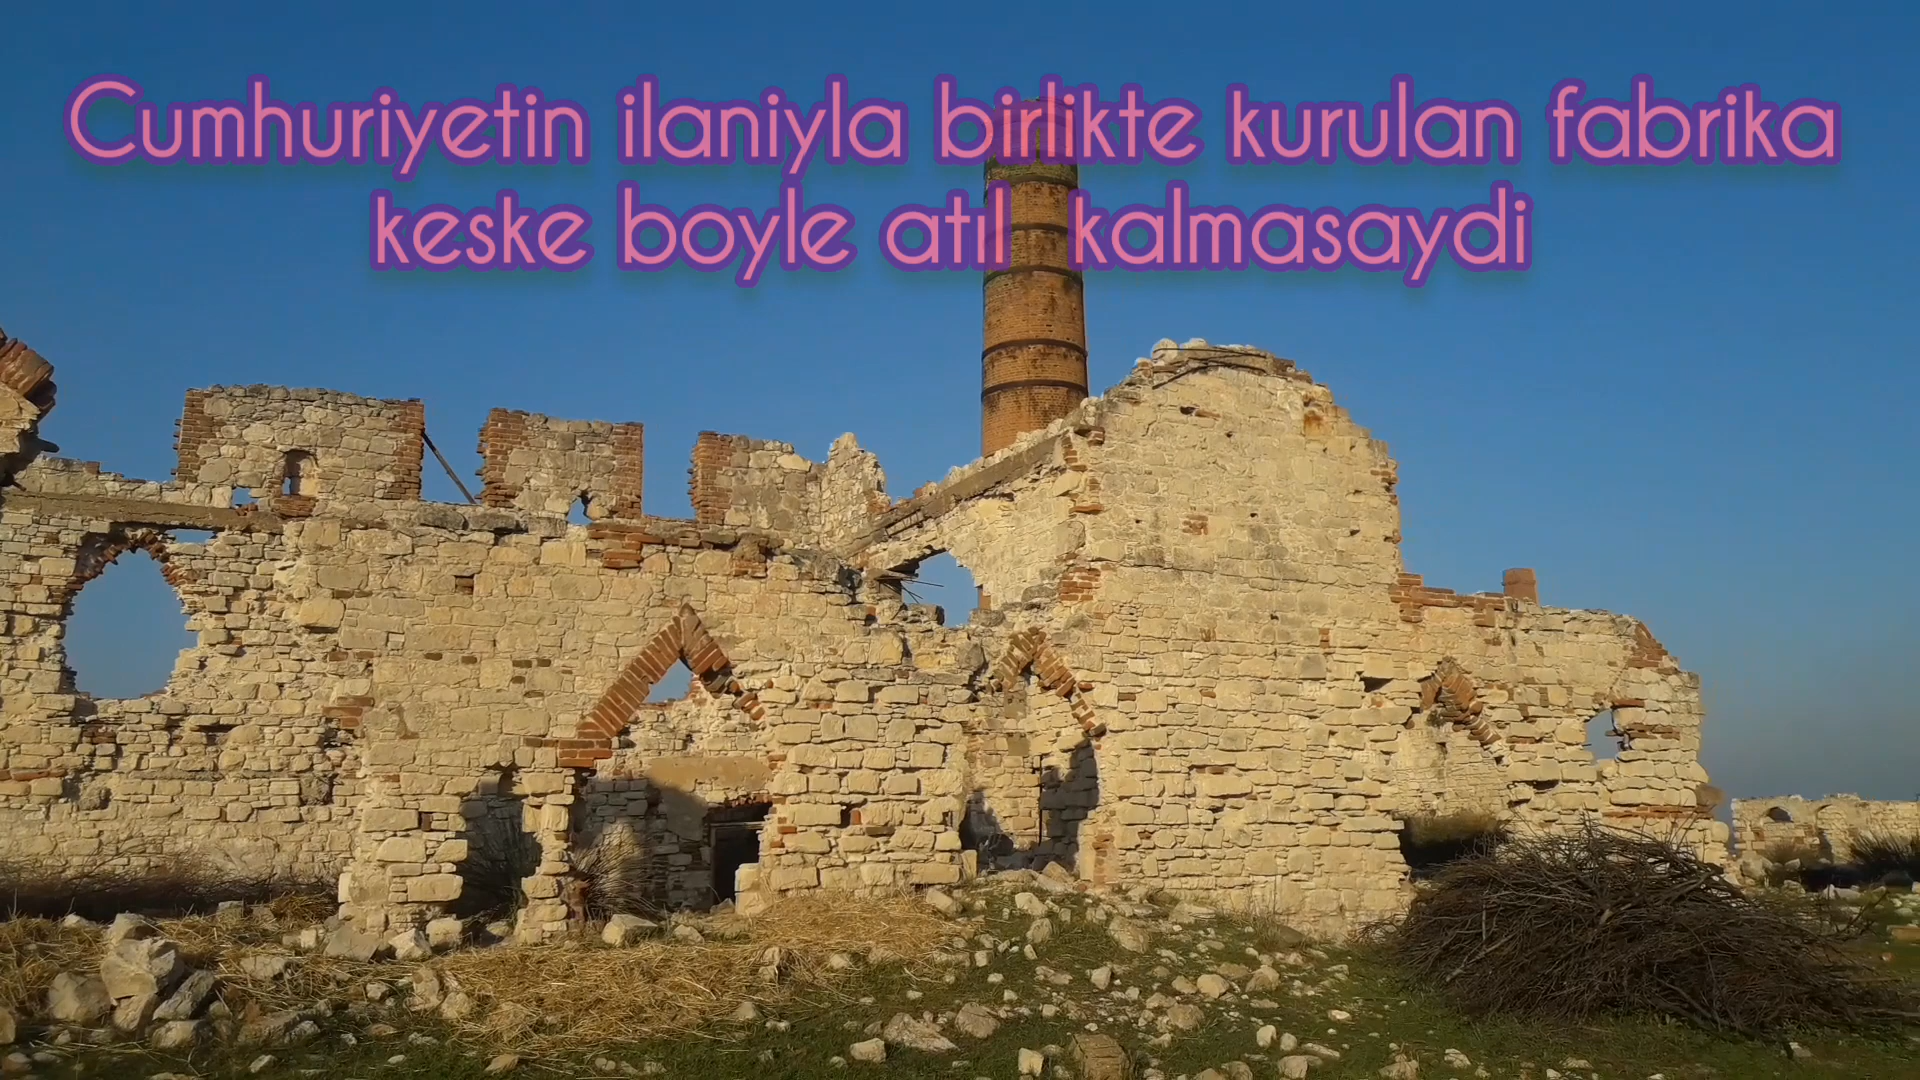 Cumhuriyetin ilaniyla birlikte kurulan fabrika
keske boyle atıl kalmasaydi